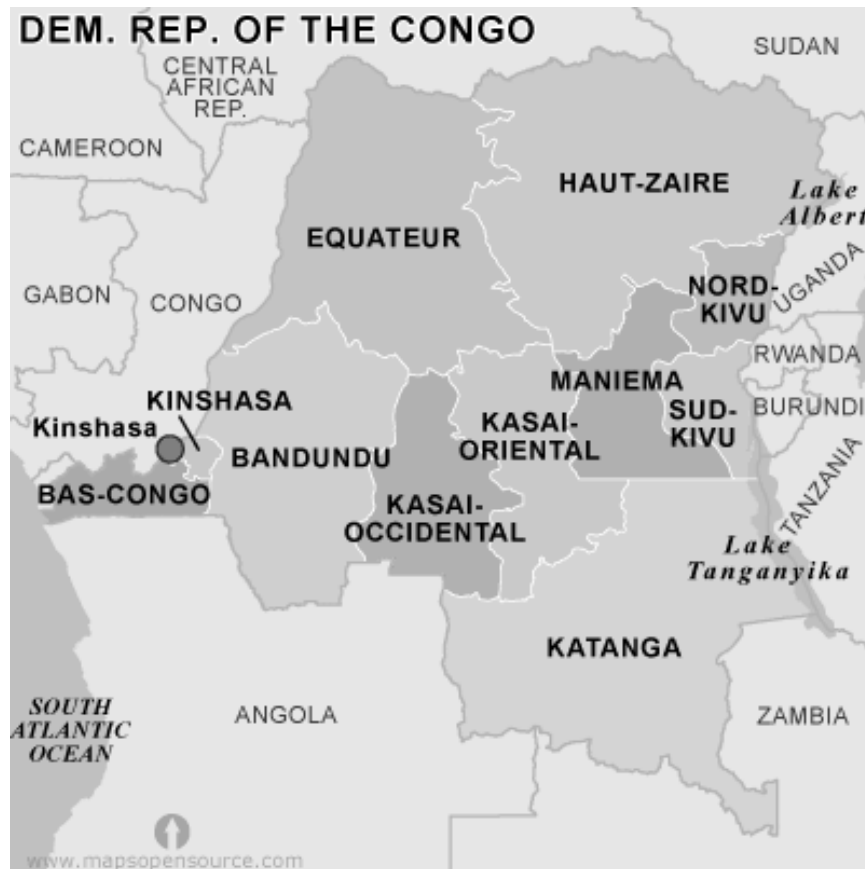 DEM. REP. OF THE CONGO
SUDAN
CENTRAL
AFRICAN
REP.
CAMEROON
HAUT-ZAIRE
Lake
Albert
EQUATEUR
GABON
CONGO
NORD-
KIVU
UGANDA
RWANDA
MANIEMA
KINSHASA
Kinshasa
KASAI-
ORIENTAL
SUD-
KIVU
BURUNDI
BANDUNDU
BAS-CONGO
KASAI-
OCCIDENTAL
TANZANIA
Lake
Tanganyika
KATANGA
SOUTH
ATLANTIC
OCEAN
ANGOLA
ZAMBIA
www.mapsopensource.com